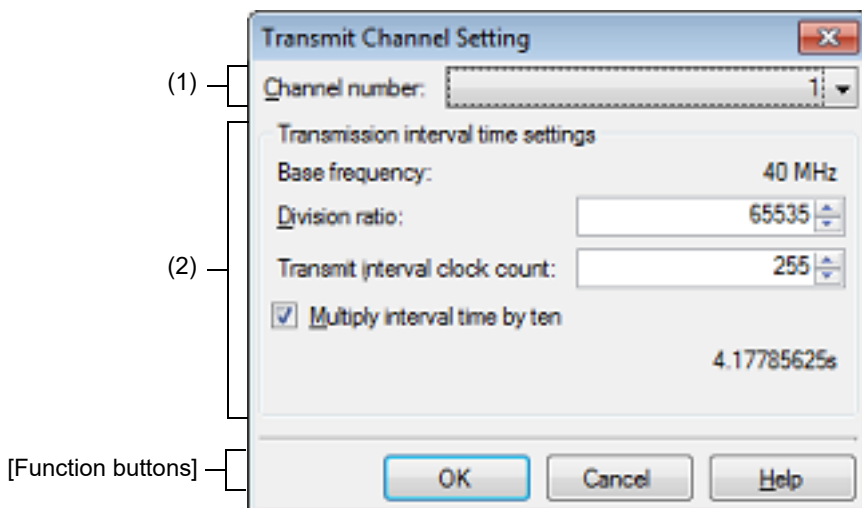 Transmit Channel Setting
(1)
Channel number: 1
Transmission interval time settings
Base frequency: 40 MHz
Division ratio: 65535
(2)
Transmit interval clock count: 255
Multiply interval time by ten
4.17785625s
[Function buttons]
OK Cancel Help